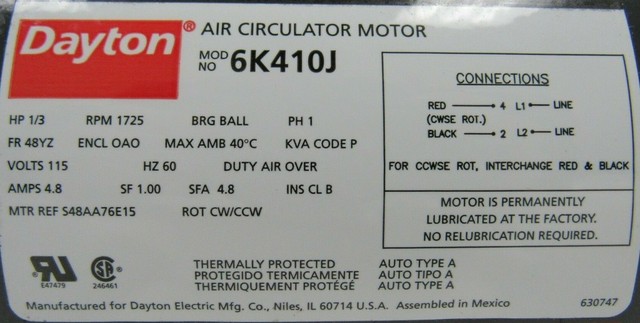 Dayton® AIR CIRCULATOR MOTOR
MOD NO 6K410J
HP 1/3 RPM 1725 BRG BALL PH 1
FR 48YZ ENCL OAO MAX AMB 40°C KVA CODE P
VOLTS 115 HZ 60 DUTY AIR OVER
AMPS 4.8 SF 1.00 SFA 4.8 INS CL B
MTR REF S48AA76E15 ROT CW/CCW
CONNECTIONS
RED 4 L1 LINE
(CWSE ROT.)
BLACK 2 L2 LINE
FOR CCWSE ROT, INTERCHANGE RED & BLACK
MOTOR IS PERMANENTLY
LUBRICATED AT THE FACTORY.
NO RELUBRICATION REQUIRED.
RU ® E47479
SA ® 246461
THERMALLY PROTECTED AUTO TYPE A
PROTEGIDO TERMICAMENTE AUTO TIPO A
THERMIQUEMENT PROTÉGÉ AUTO TYPE A
Manufactured for Dayton Electric Mfg. Co., Niles, IL 60714 U.S.A. Assembled in Mexico 630747